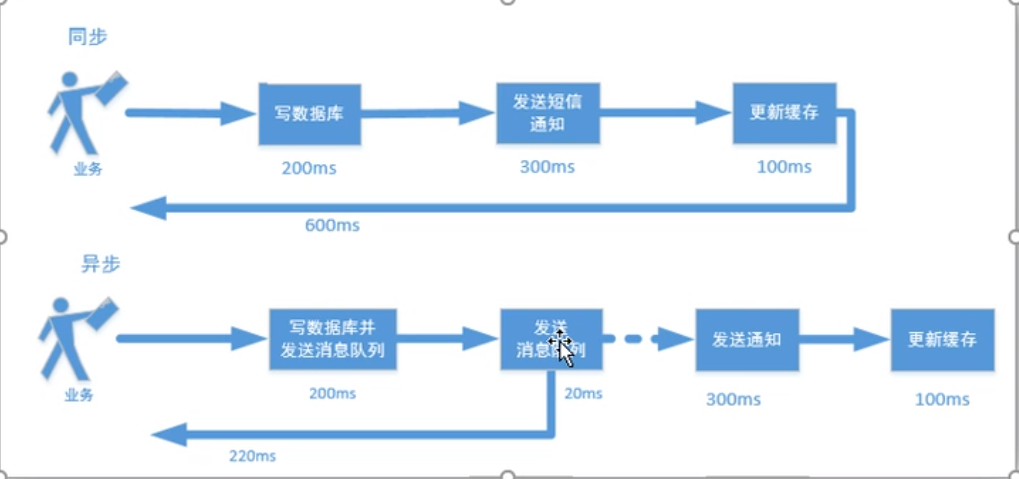 同步
写数据库
发送短信
通知
更新缓存
业务
200ms
300ms
100ms
600ms
异步
写数据库并
发送消息队列
发送
消息队列
发送通知
更新缓存
业务
200ms
20ms
300ms
100ms
220ms